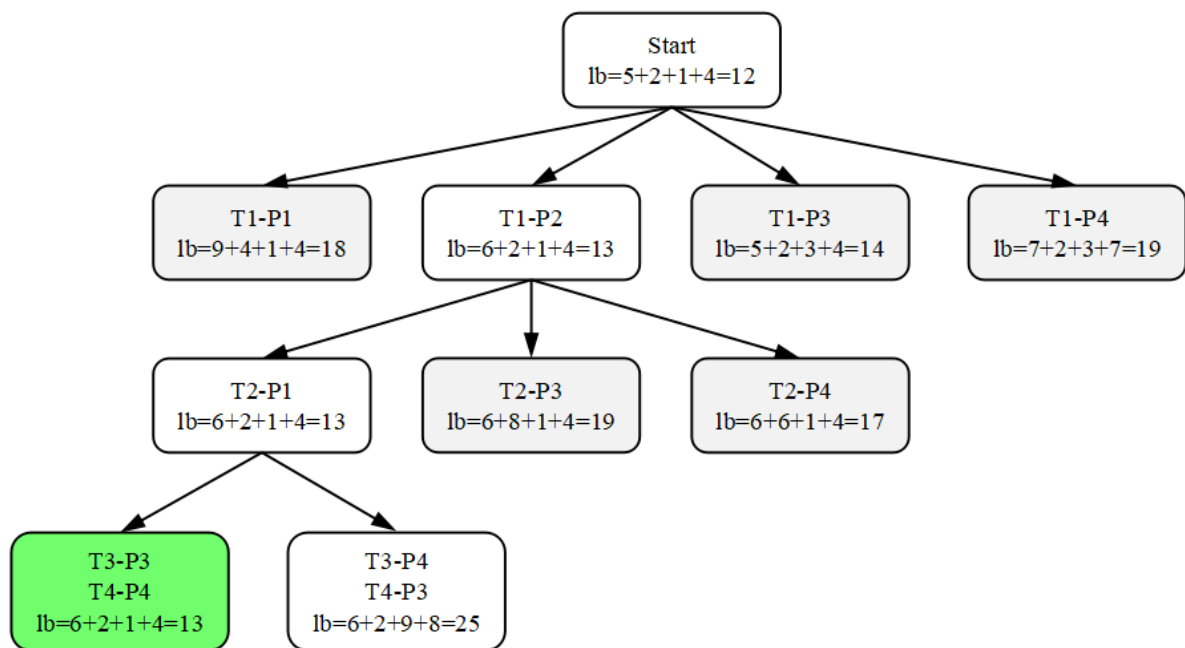 Start
lb=5+2+1+4=12
T1-P1
lb=9+4+1+4=18
T1-P2
lb=6+2+1+4=13
T1-P3
lb=5+2+3+4=14
T1-P4
lb=7+2+3+7=19
T2-P1
lb=6+2+1+4=13
T2-P3
lb=6+8+1+4=19
T2-P4
lb=6+6+1+4=17
T3-P3
T4-P4
lb=6+2+1+4=13
T3-P4
T4-P3
lb=6+2+9+8=25